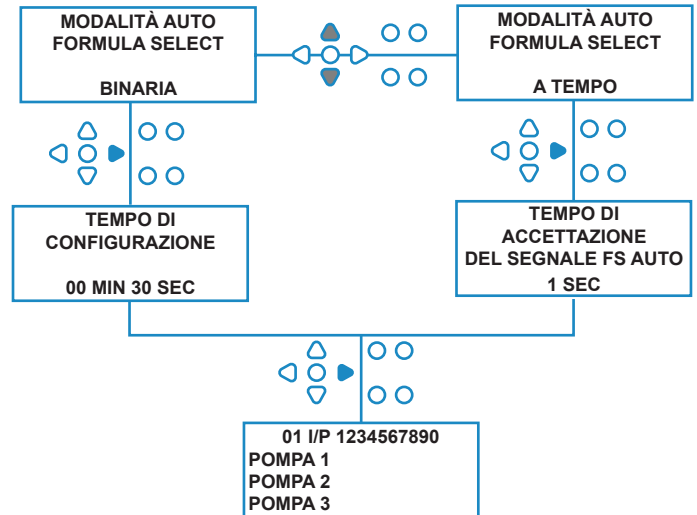 MODALITÀ AUTO
FORMULA SELECT
BINARIA
MODALITÀ AUTO
FORMULA SELECT
A TEMPO
TEMPO DI
CONFIGURAZIONE
00 MIN 30 SEC
TEMPO DI
ACCETTAZIONE
DEL SEGNALE FS AUTO
1 SEC
01 I/P 1234567890
POMPA 1
POMPA 2
POMPA 3